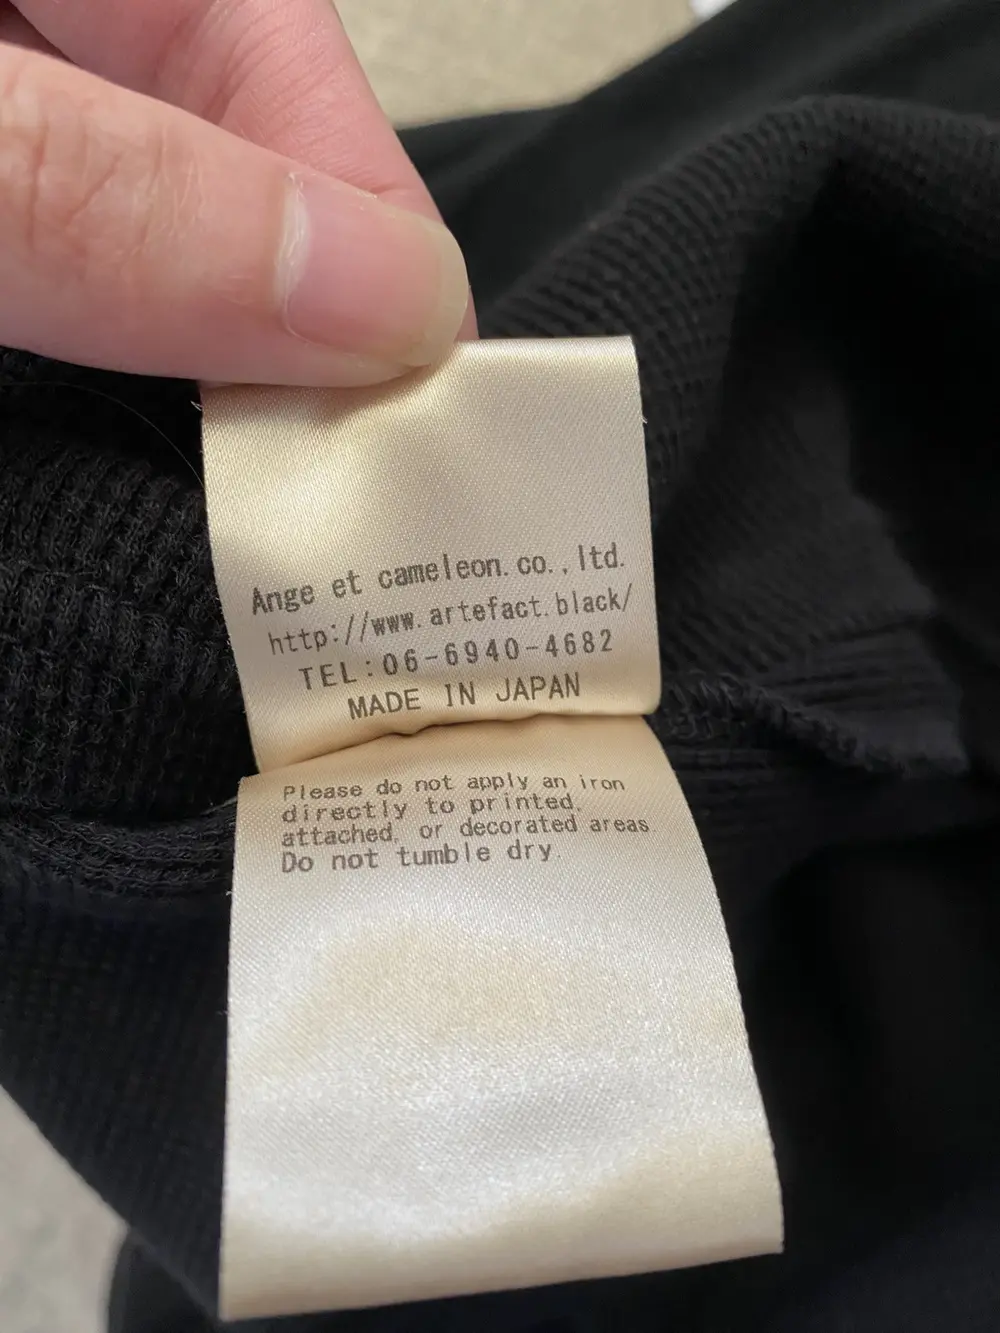 Ange et cameleon.co.,ltd.
http://www.artefact.black/
TEL:06-6940-4682
MADE IN JAPAN
Please do not apply an iron
directly to printed,
attached, or decorated areas.
Do not tumble dry.